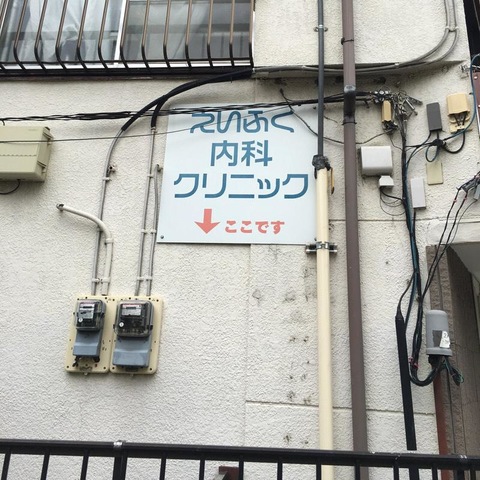 えいふく
内科
クリニック
↓ここです